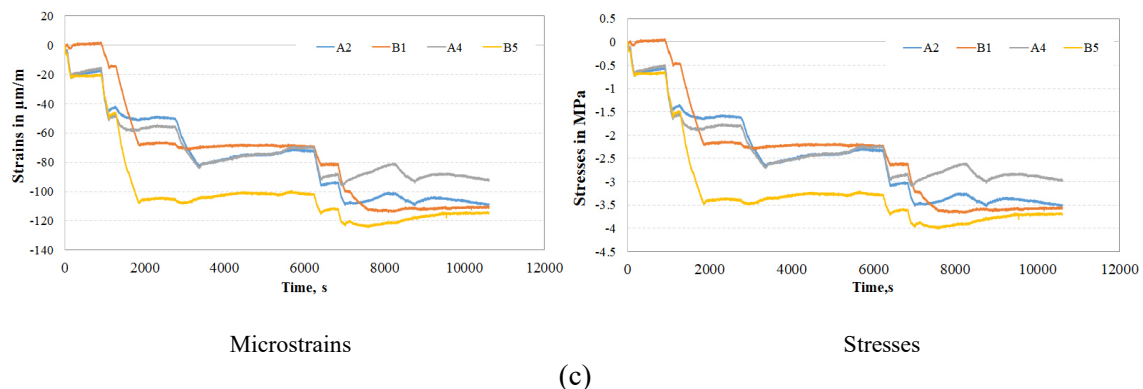 20
0
-20
-40
-60
-80
-100
-120
-140
Strains in µm/m
A2 B1 A4 B5
0 2000 4000 6000 8000 10000 12000
Time, s
0.5
0
-0.5
-1
-1.5
-2
-2.5
-3
-3.5
-4
-4.5
Stresses in MPa
A2 B1 A4 B5
0 2000 4000 6000 8000 10000 12000
Time,s
Microstrains Stresses
(c)